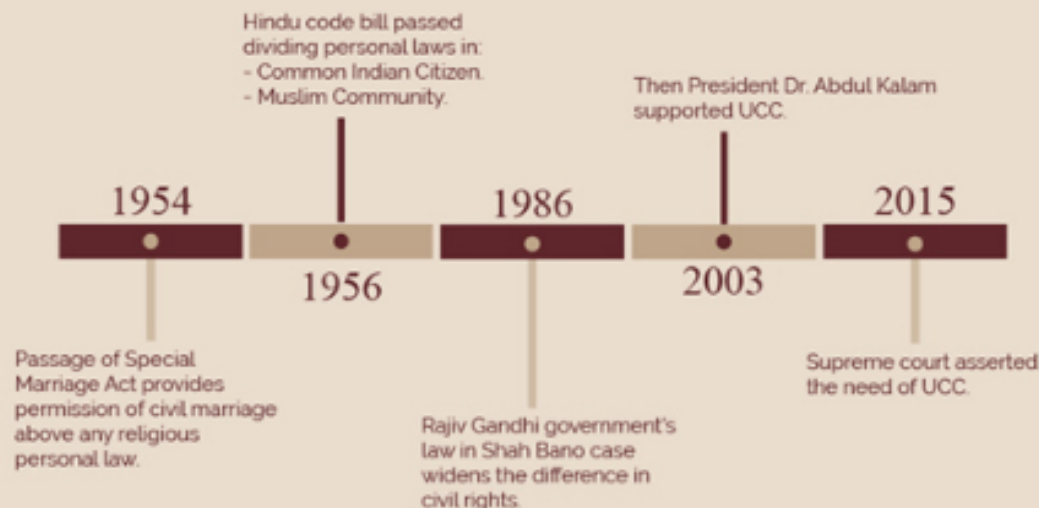 1954
Passage of Special
Marriage Act provides
permission of civil marriage
above any religious
personal law.
Hindu code bill passed
dividing personal laws in:
- Common Indian Citizen.
- Muslim Community.
1956
1986
Rajiv Gandhi government's
law in Shah Bano case
widens the difference in
civil rights.
Then President Dr. Abdul Kalam
supported UCC.
2003
2015
Supreme court asserted
the need of UCC.